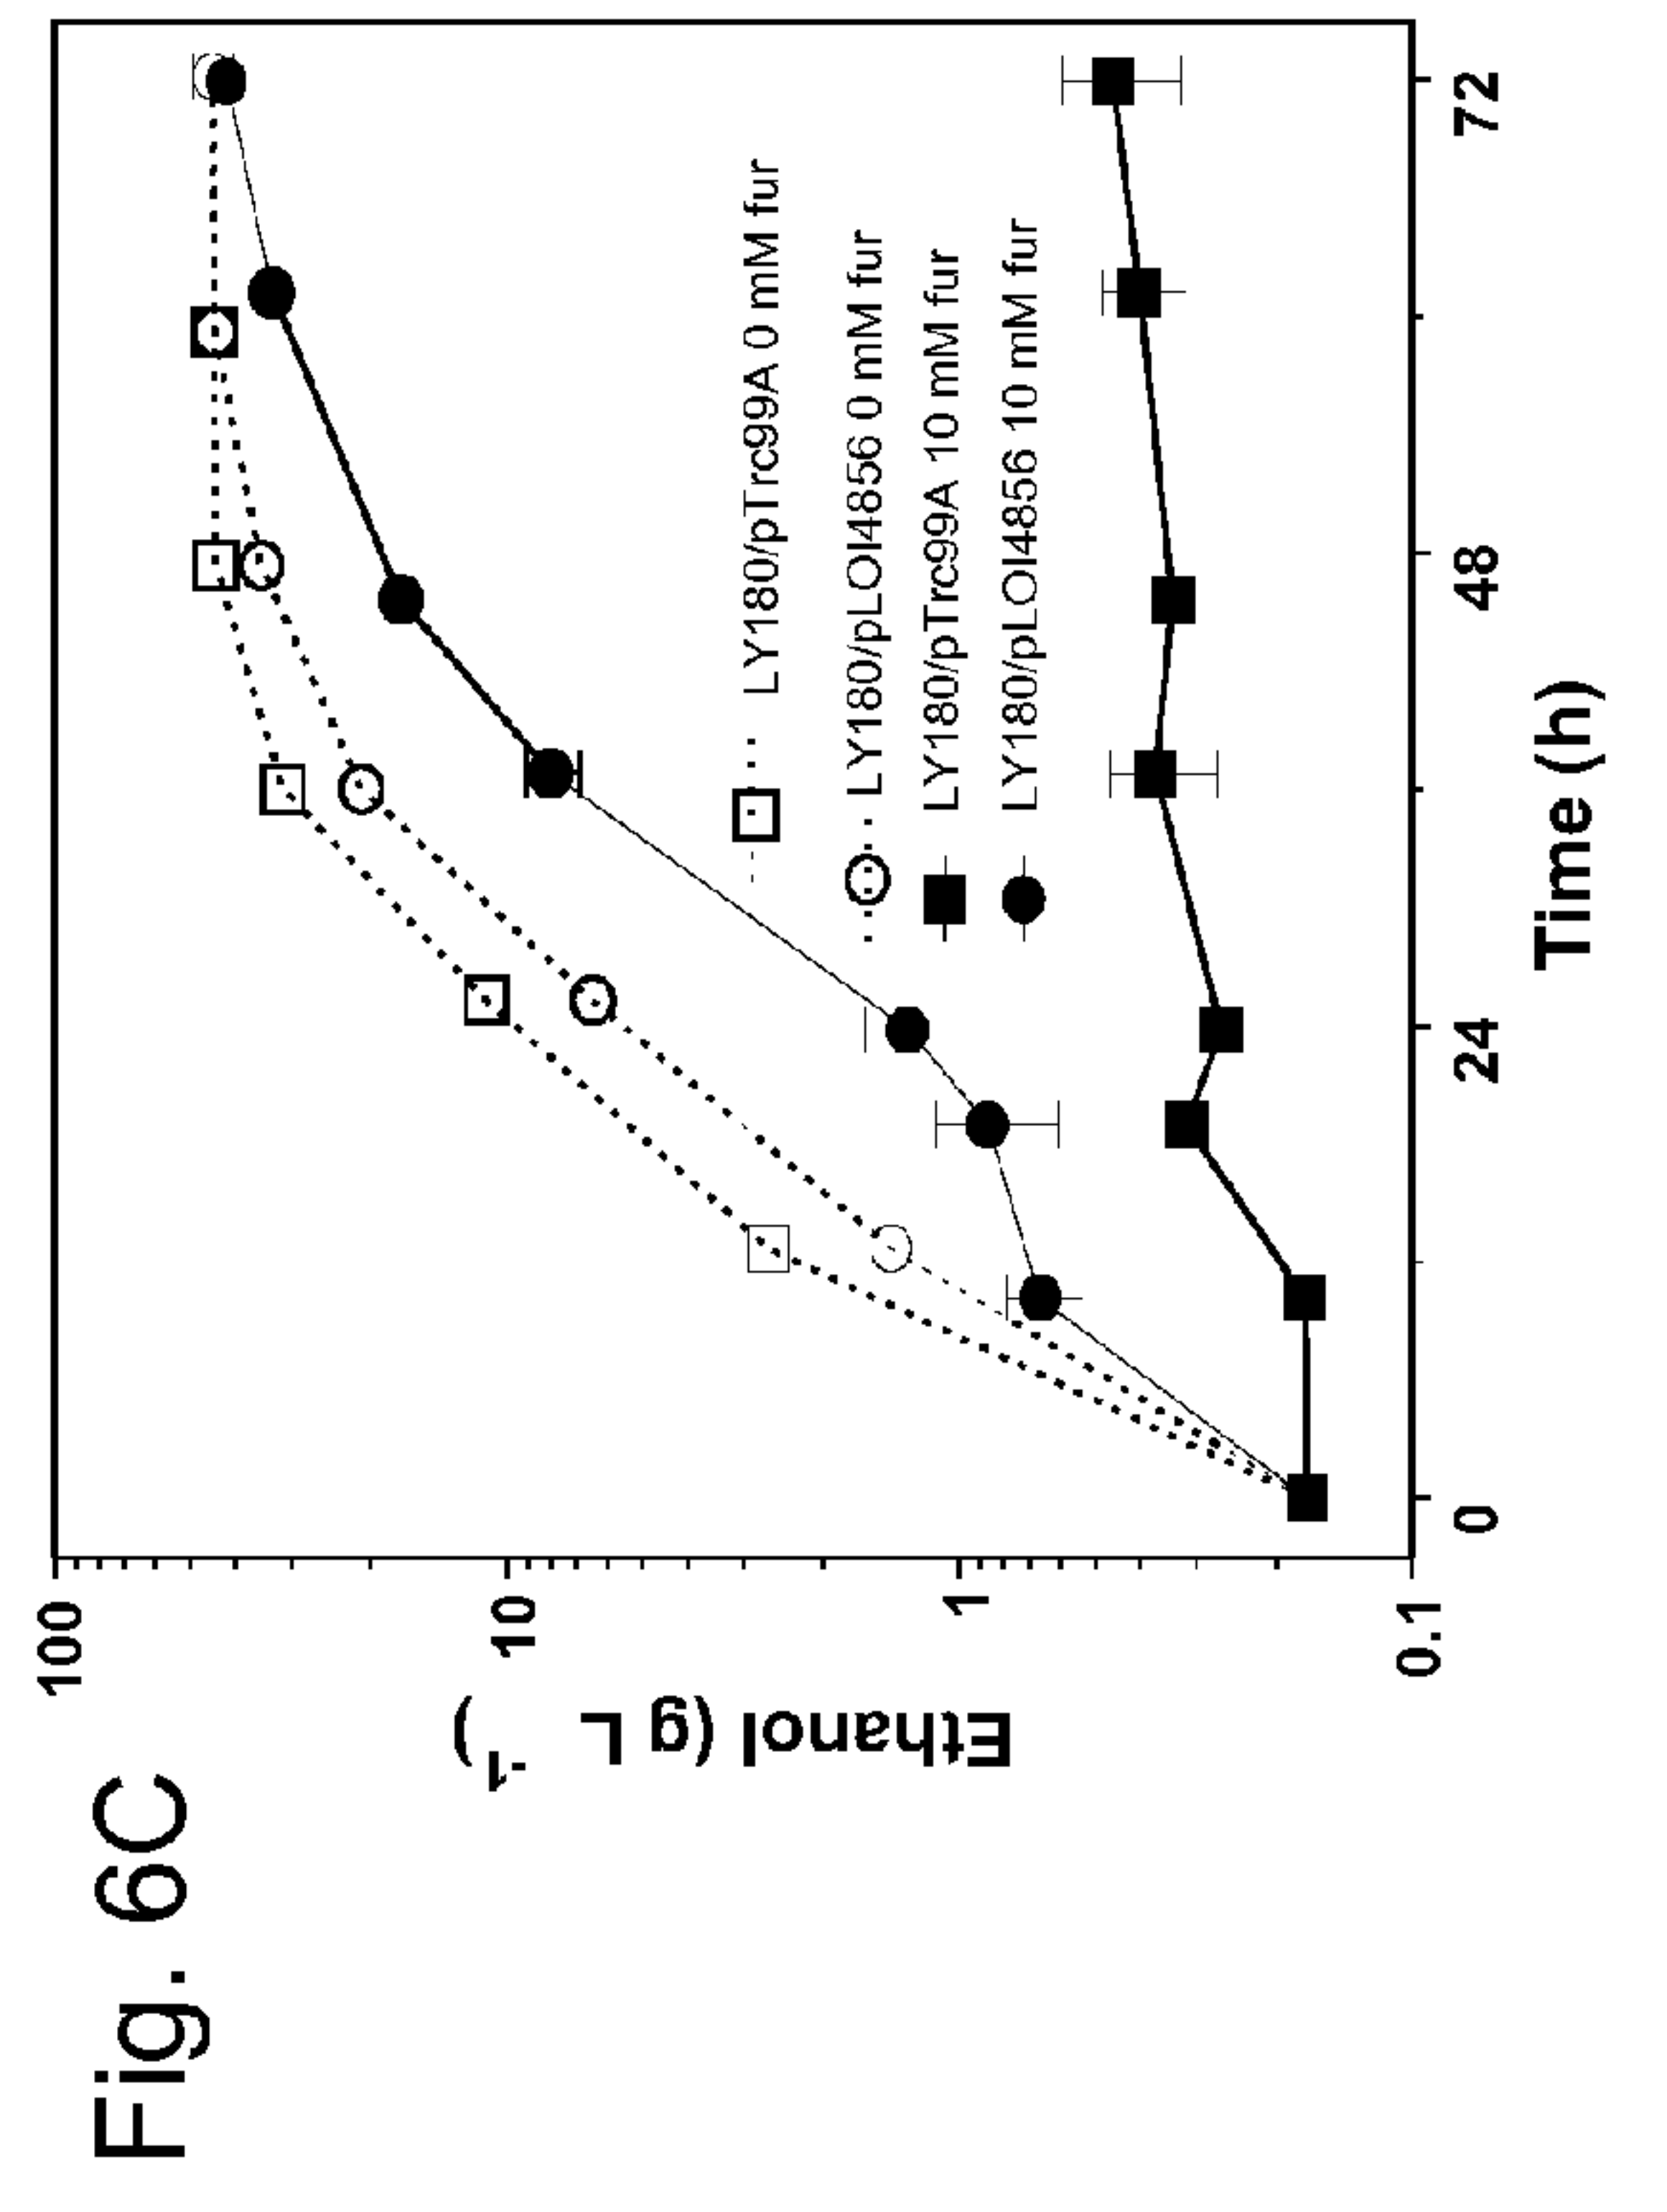 Fig. 6C
Ethanol (g L -1)
100
10
1
0.1
LY180/pTrc99A 0 mM fur
LY180/pLOI4856 0 mM fur
LY180/pTrc99A 10 mM fur
LY180/pLOI4856 10 mM fur
0
24
48
72
Time (h)